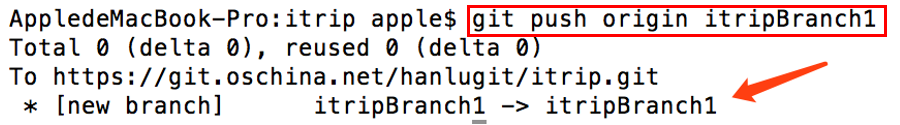 AppledeMacBook-Pro:itrip apple$ git push origin itripBranch1
Total 0 (delta 0), reused 0 (delta 0)
To https://git.oschina.net/hanlugit/itrip.git
 * [new branch]      itripBranch1 -> itripBranch1